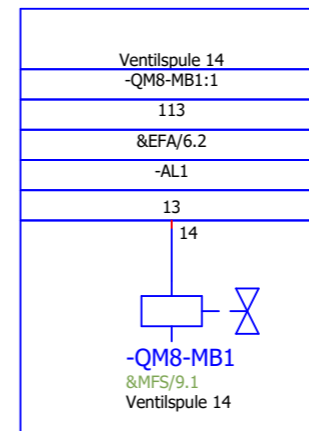 Ventilspule 14
-QM8-MB1:1
113
&EFA/6.2
-AL1
13
14
-QM8-MB1
&MFS/9.1
Ventilspule 14